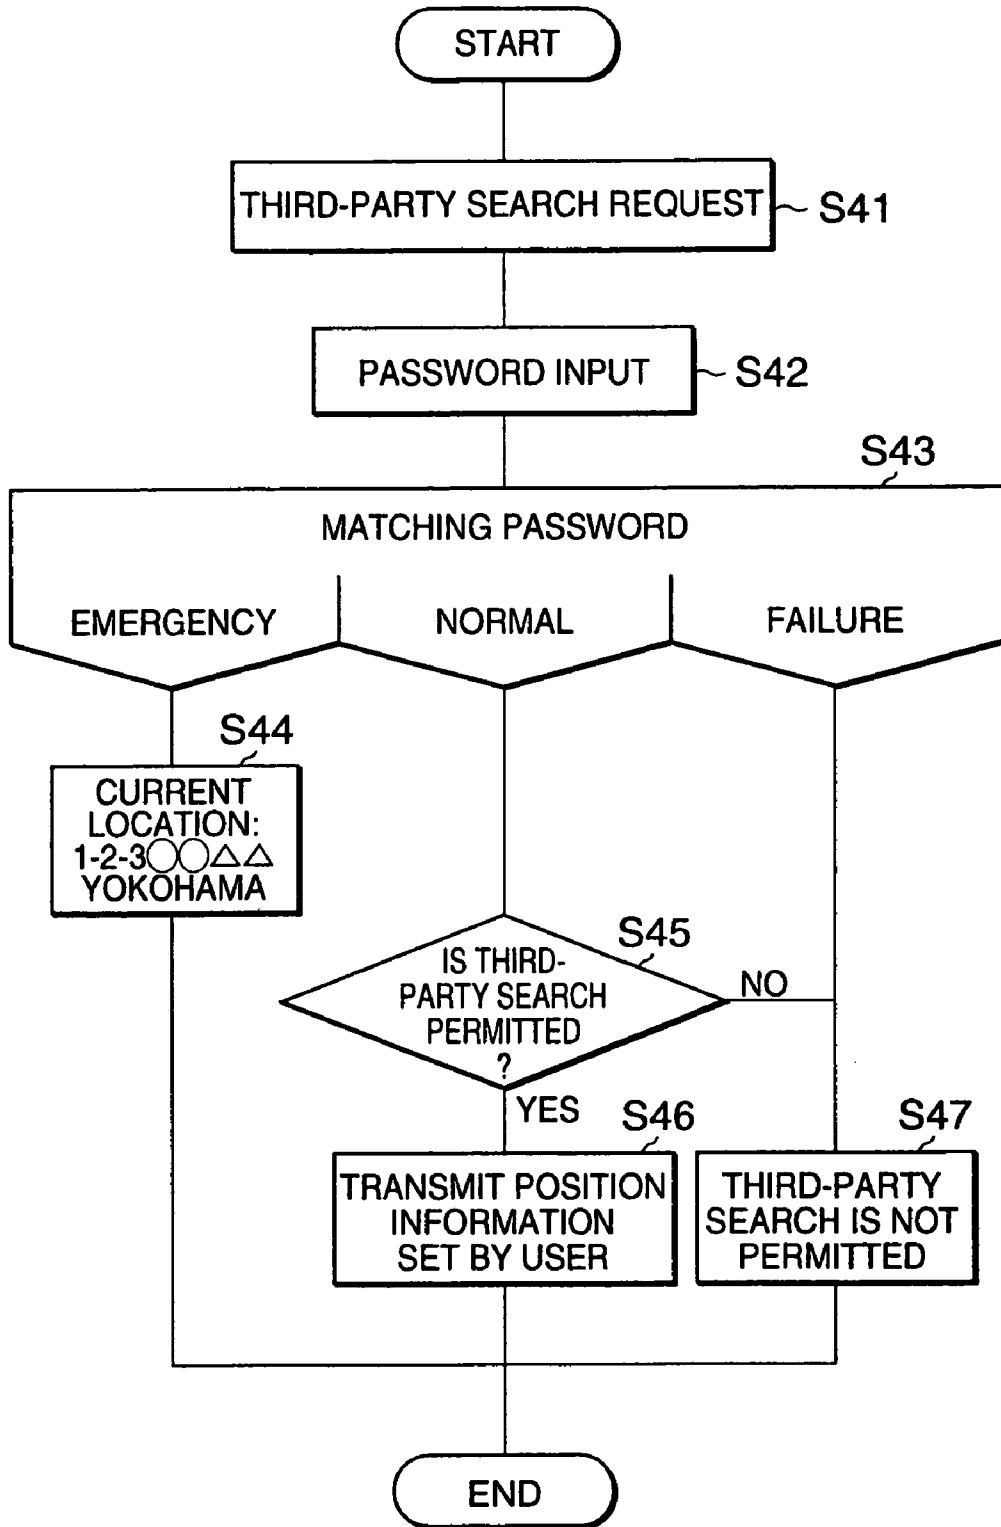 START
THIRD-PARTY SEARCH REQUEST
S41
PASSWORD INPUT
S42
S43
MATCHING PASSWORD
EMERGENCY
NORMAL
FAILURE
S44
CURRENT
LOCATION:
1-2-3○○△△
YOKOHAMA
S45
IS THIRD-
PARTY SEARCH
PERMITTED
?
NO
YES
S46
TRANSMIT POSITION
INFORMATION
SET BY USER
S47
THIRD-PARTY
SEARCH IS NOT
PERMITTED
END